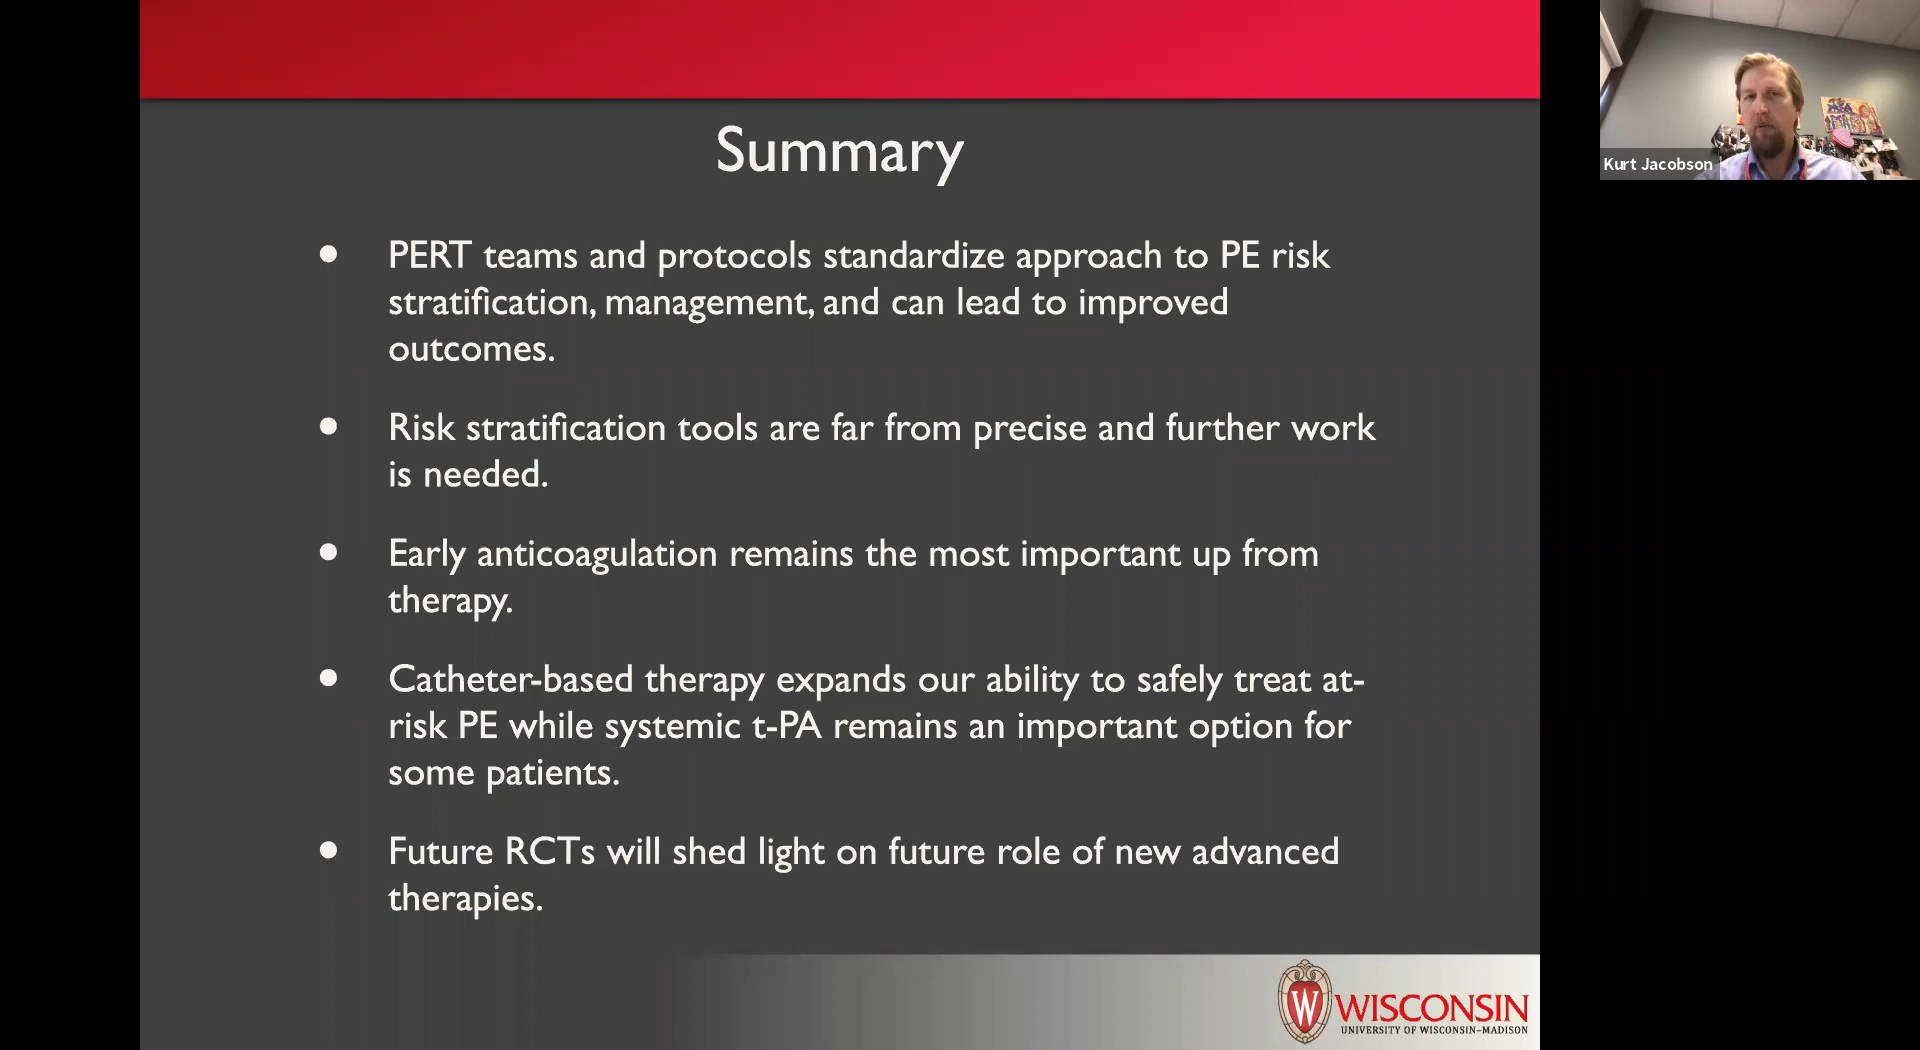 Summary
PERT teams and protocols standardize approach to PE risk
stratification, management, and can lead to improved
outcomes.
Risk stratification tools are far from precise and further work
is needed.
Early anticoagulation remains the most important up from
therapy.
Catheter-based therapy expands our ability to safely treat at-
risk PE while systemic t-PA remains an important option for
some patients.
Future RCTs will shed light on future role of new advanced
therapies.
W
WISCONSIN
UNIVERSITY OF WISCONSIN–MADISON
Kurt Jacobson